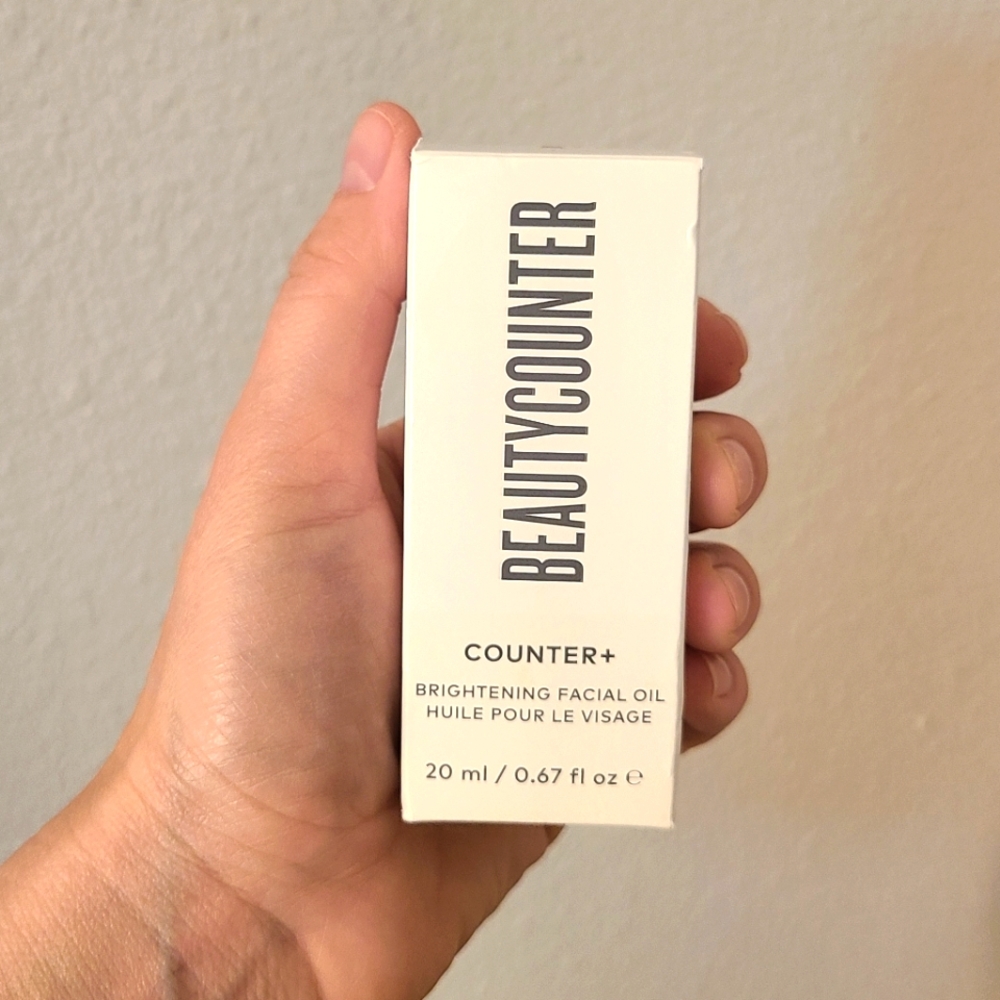 BEAUTYCOUNTER
COUNTER+
BRIGHTENING FACIAL OIL
HUILE POUR LE VISAGE
20 ml / 0.67 fl oz ℮